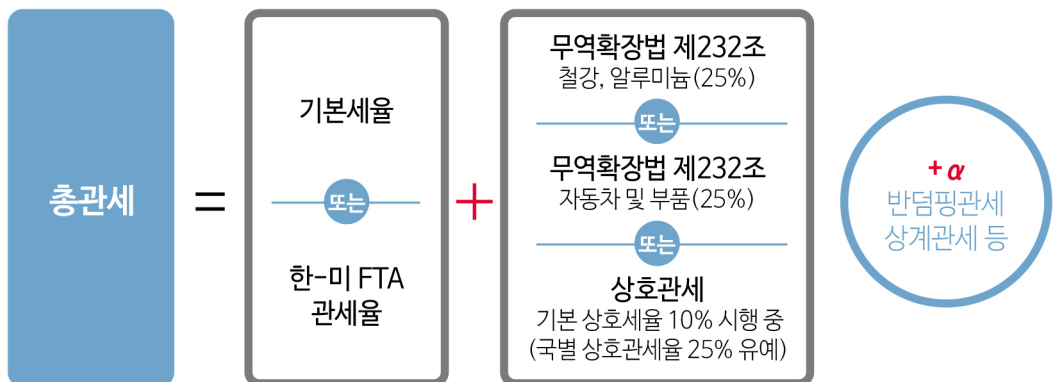 총관세
=
기본세율
또는
한-미 FTA
관세율
+
무역확장법 제232조
철강, 알루미늄(25%)
또는
무역확장법 제232조
자동차 및 부품(25%)
또는
상호관세
기본 상호세율 10% 시행 중
(국별 상호관세율 25% 유예)
+α
반덤핑관세
상계관세 등